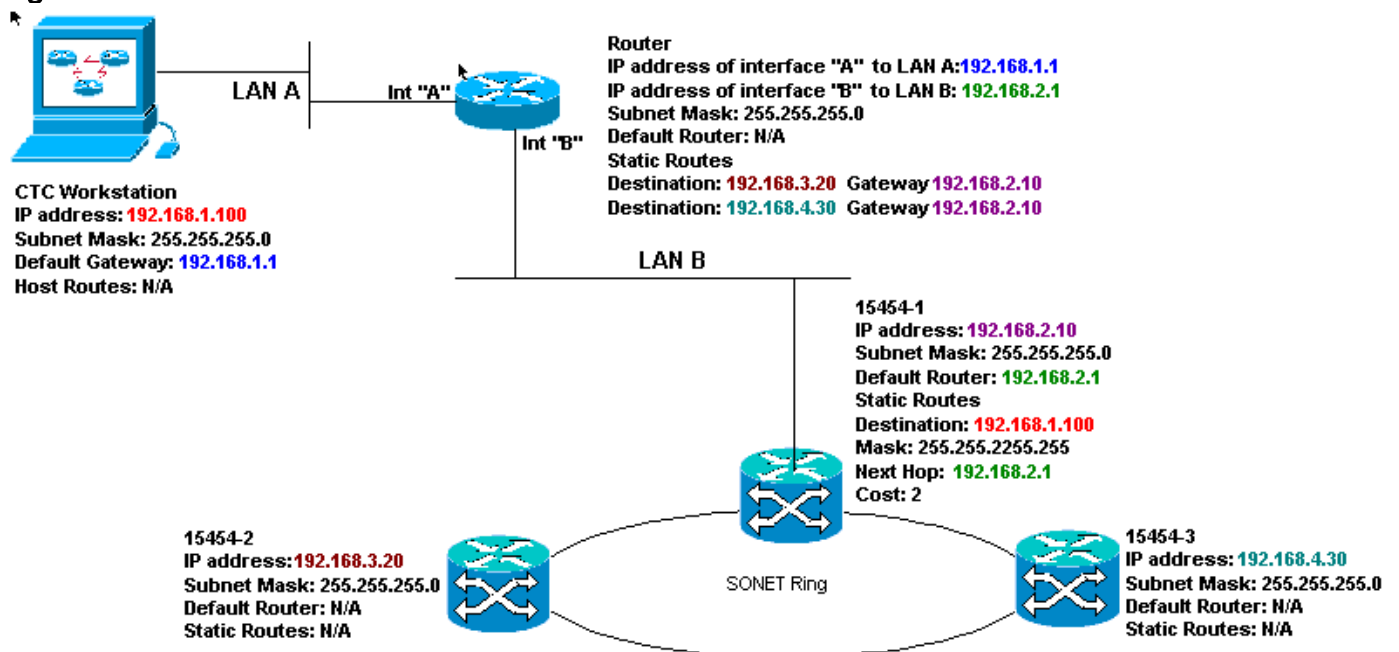 LAN A
Int "A"
Int "B"
Router
IP address of interface "A" to LAN A:192.168.1.1
IP address of interface "B" to LAN B: 192.168.2.1
Subnet Mask: 255.255.255.0
Default Router: N/A
Static Routes
Destination: 192.168.3.20 Gateway 192.168.2.10
Destination: 192.168.4.30 Gateway 192.168.2.10
CTC Workstation
IP address: 192.168.1.100
Subnet Mask: 255.255.255.0
Default Gateway: 192.168.1.1
Host Routes: N/A
LAN B
15454-1
IP address: 192.168.2.10
Subnet Mask: 255.255.255.0
Default Router: 192.168.2.1
Static Routes
Destination: 192.168.1.100
Mask: 255.255.2255.255
Next Hop: 192.168.2.1
Cost: 2
15454-2
IP address:192.168.3.20
Subnet Mask: 255.255.255.0
Default Router: N/A
Static Routes: N/A
SONET Ring
15454-3
IP address: 192.168.4.30
Subnet Mask: 255.255.255.0
Default Router: N/A
Static Routes: N/A